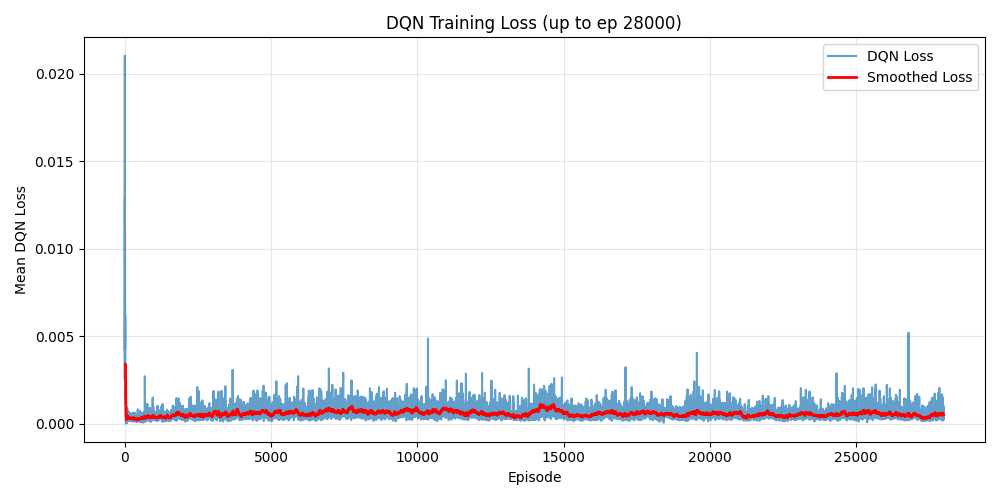 DQN Training Loss (up to ep 28000)
DQN Loss
Smoothed Loss
Mean DQN Loss
0.020
0.015
0.010
0.005
0.000
0 5000 10000 15000 20000 25000
Episode